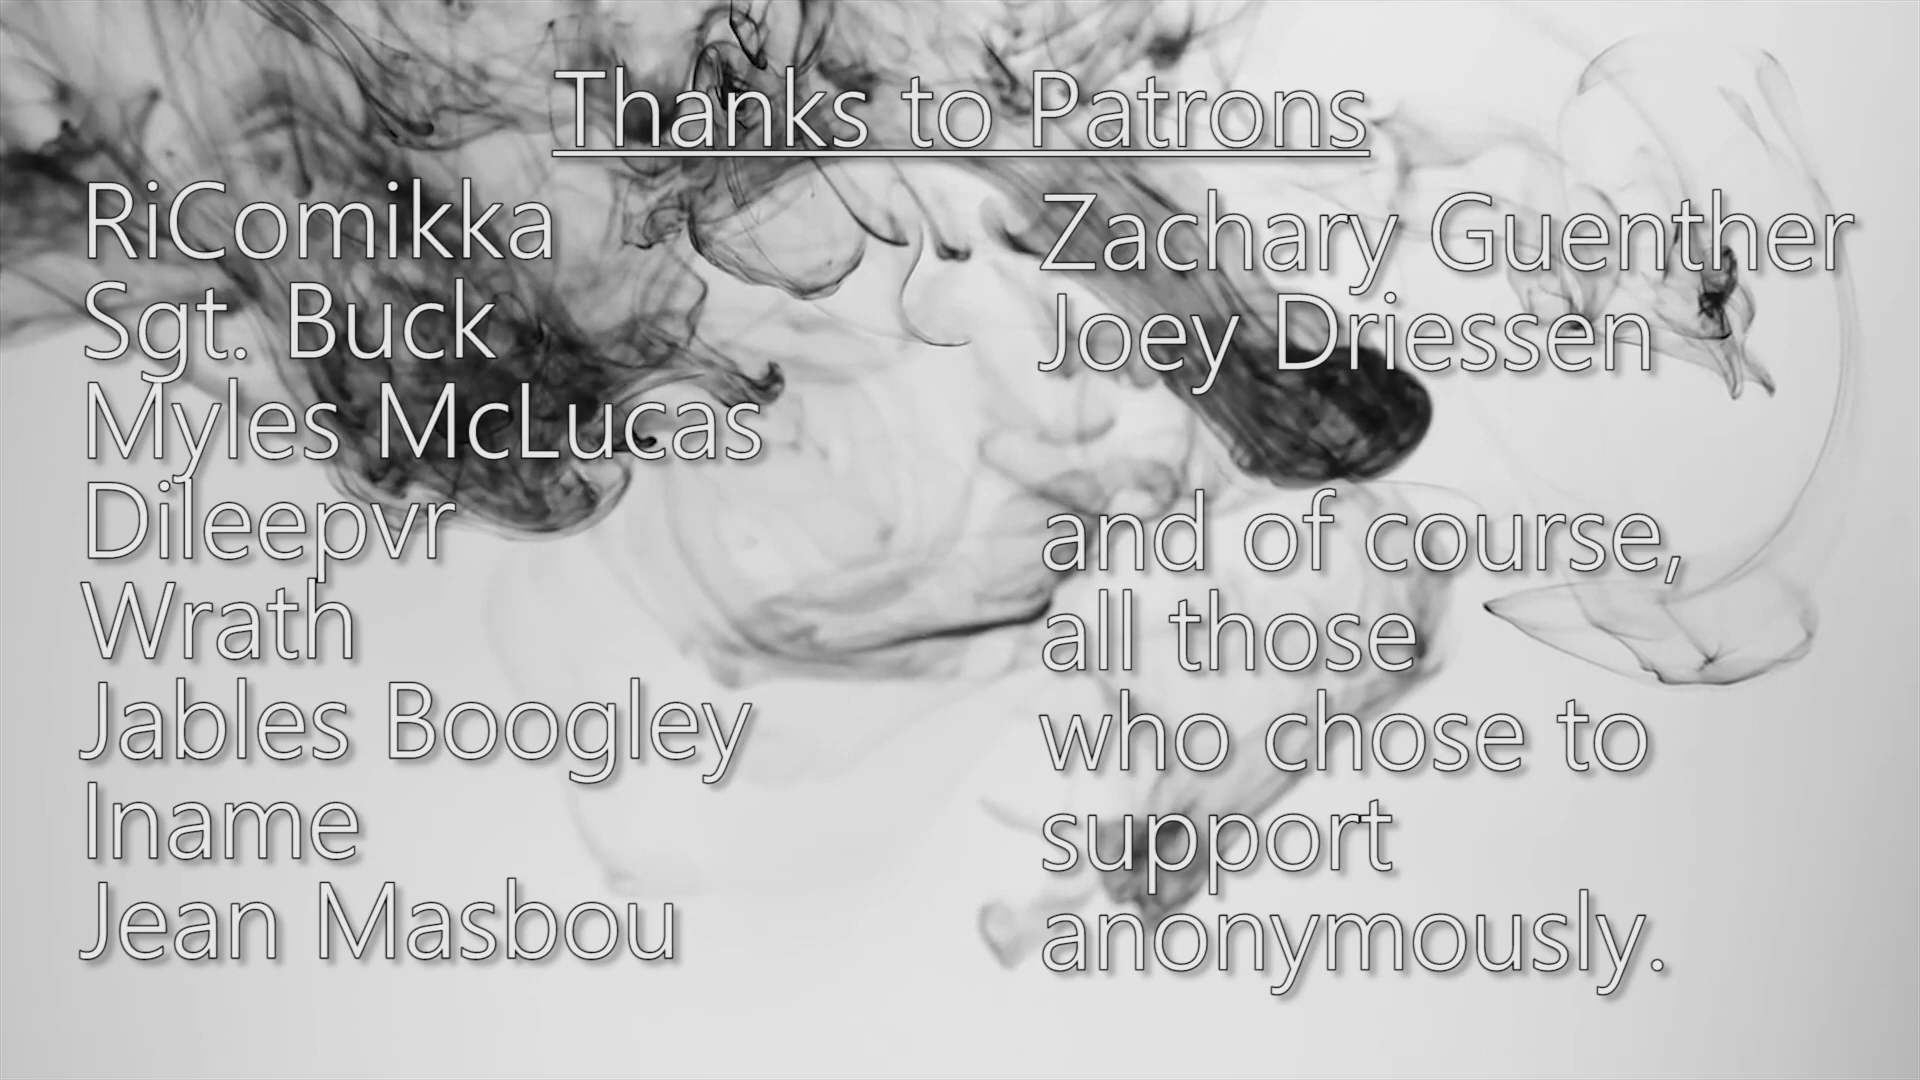 Thanks to Patrons
RiComikka
Sgt. Buck
Myles McLucas
Dileepvr
Wrath
Jables Boogley
Iname
Jean Masbou
Zachary Guenther
Joey Driessen
and of course,
all those
who chose to
support
anonymously.